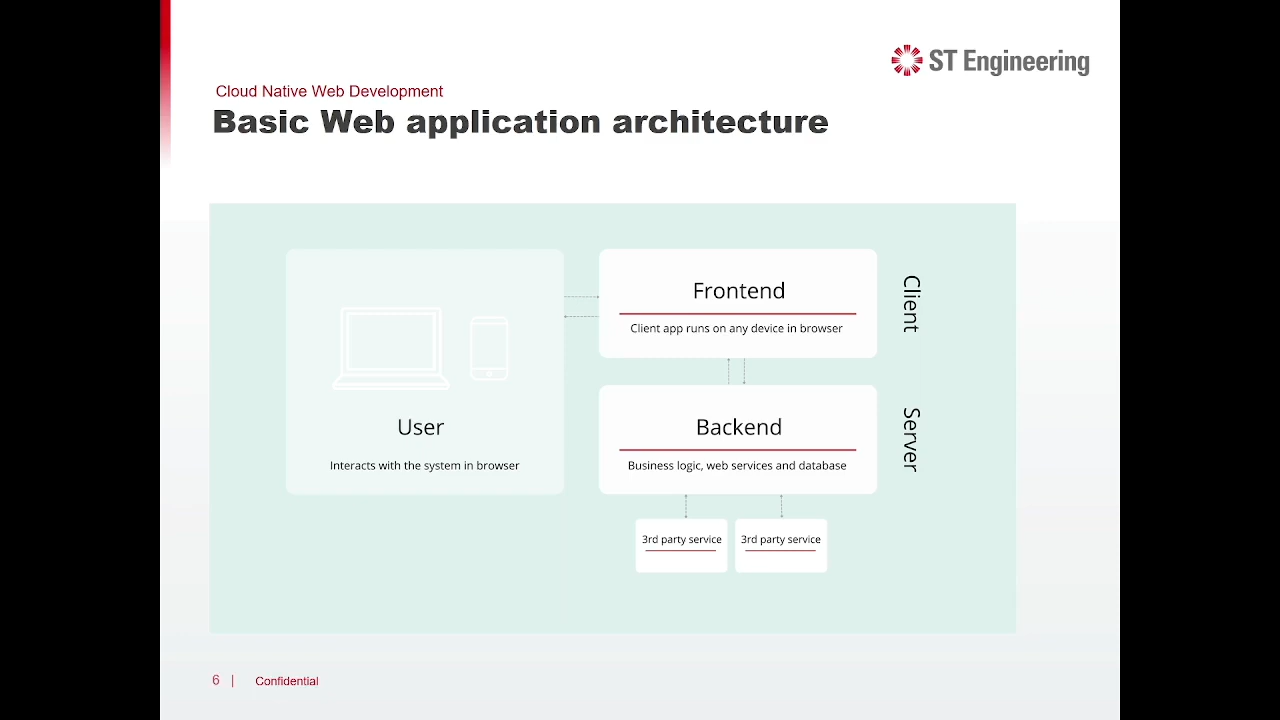 ST Engineering
Cloud Native Web Development
Basic Web application architecture
User
Interacts with the system in browser
Frontend
Client app runs on any device in browser
Client
Backend
Business logic, web services and database
Server
3rd party service
3rd party service
6 |
Confidential